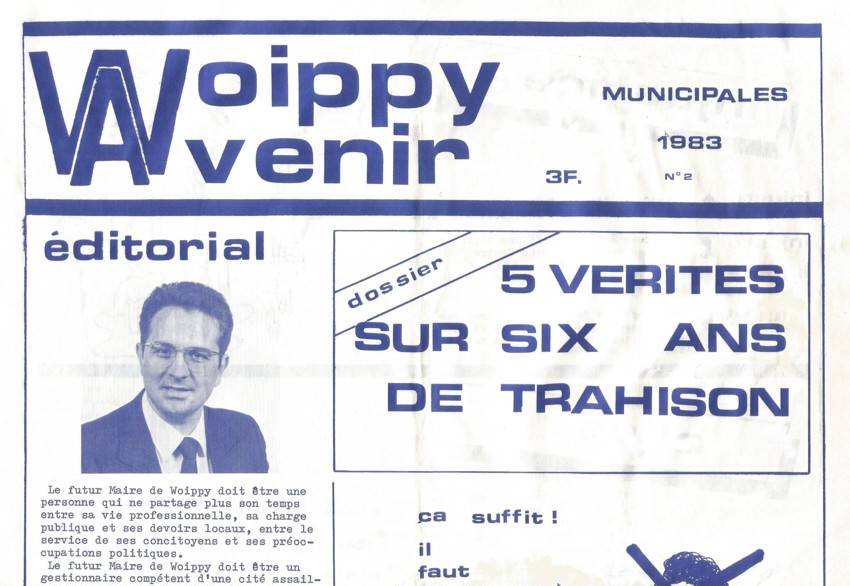 Woippy
Avenir
MUNICIPALES
1983
3F.
N°2
éditorial
dossier
5 VERITES
SUR SIX ANS
DE TRAHISON
Le futur Maire de Woippy doit être une
personne qui ne partage plus son temps
entre sa vie professionnelle, sa charge
publique et ses devoirs locaux, entre le
service de ses concitoyens et ses préoc-
cupations politiques.
Le futur Maire de Woippy doit être un
gestionnaire compétent d'une cité assail-
ça suffit !
il
faut